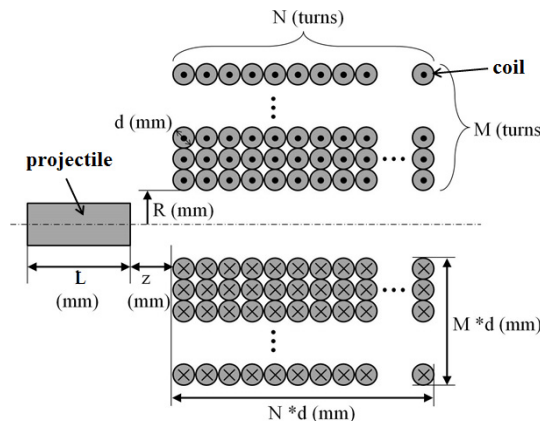 N (turns)
coil
d (mm)
M (turns
projectile
R (mm)
L
(mm)
z
(mm)
M *d (mm)
N *d (mm)